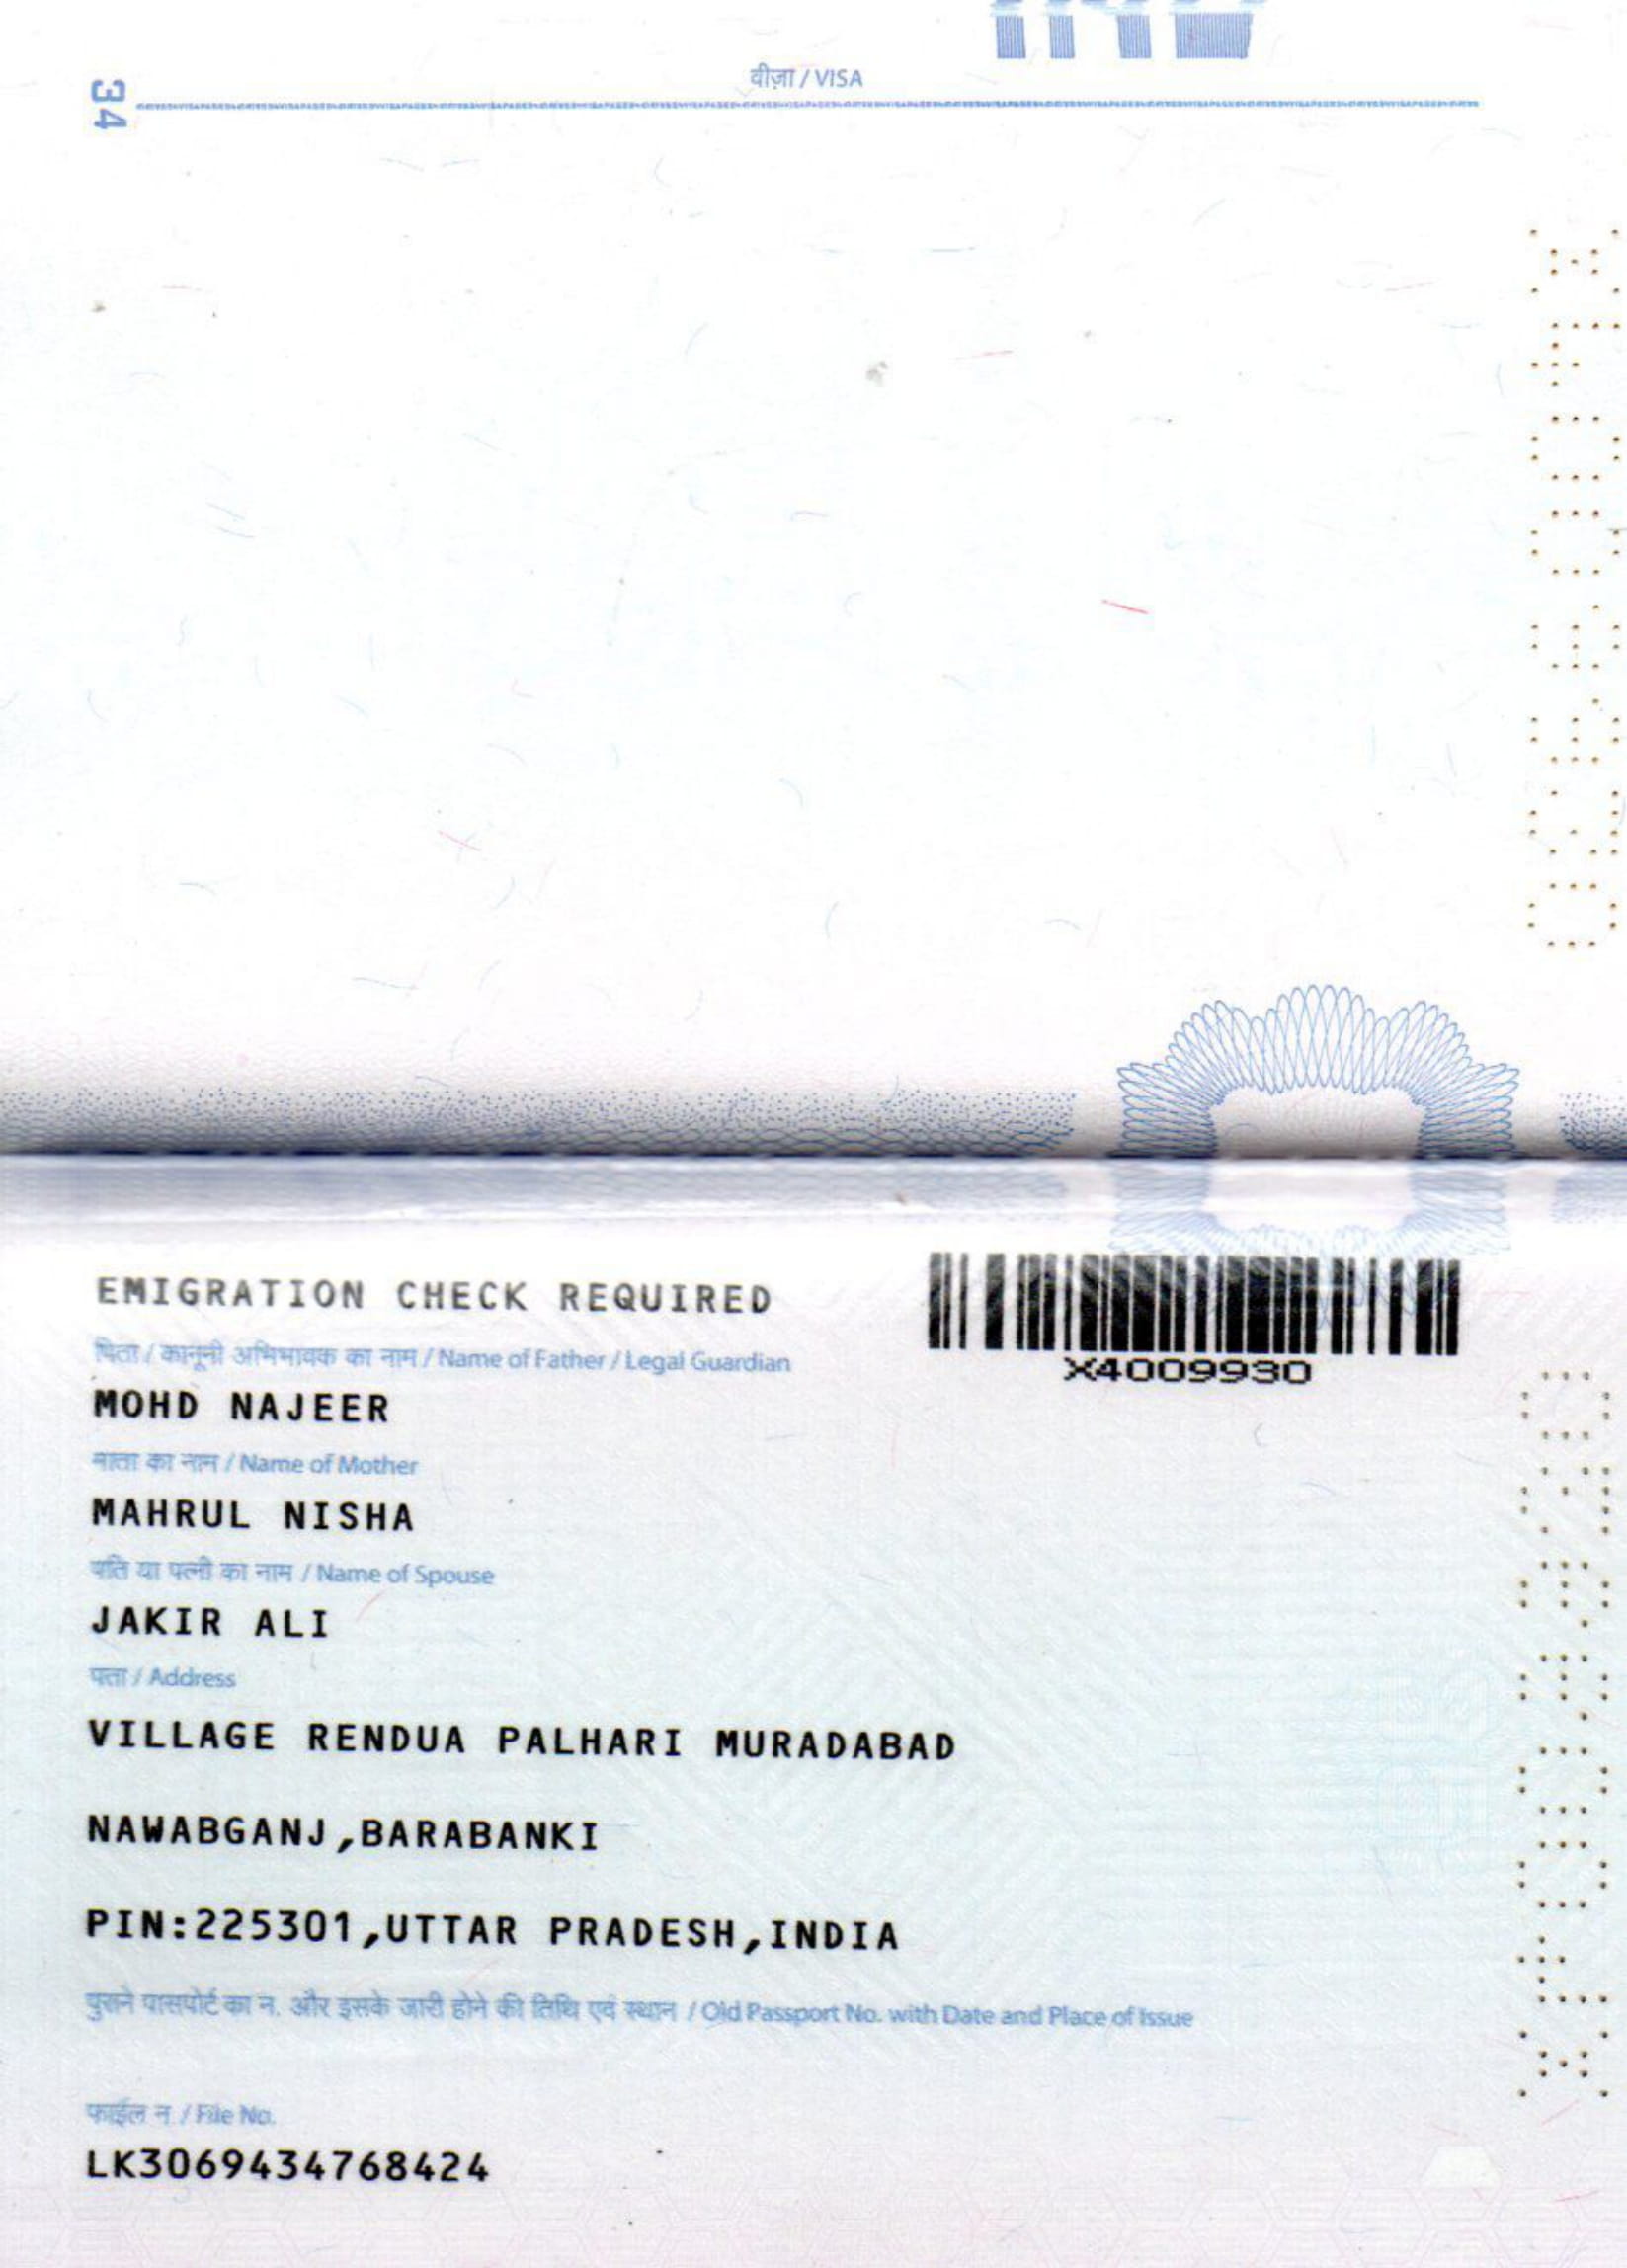 34
वीज़ा / VISA
EMIGRATION CHECK REQUIRED
X4009930
पिता / कानूनी अभिभावक का नाम / Name of Father / Legal Guardian
MOHD NAJEER
माता का नाम / Name of Mother
MAHRUL NISHA
पति या पत्नी का नाम / Name of Spouse
JAKIR ALI
पता / Address
VILLAGE RENDUA PALHARI MURADABAD
NAWABGANJ,BARABANKI
PIN:225301,UTTAR PRADESH,INDIA
पुराने पासपोर्ट का न. और इसके जारी होने की तिथि एवं स्थान / Old Passport No. with Date and Place of Issue
फाईल न / File No.
LK3069434768424
X4009930
X4009930